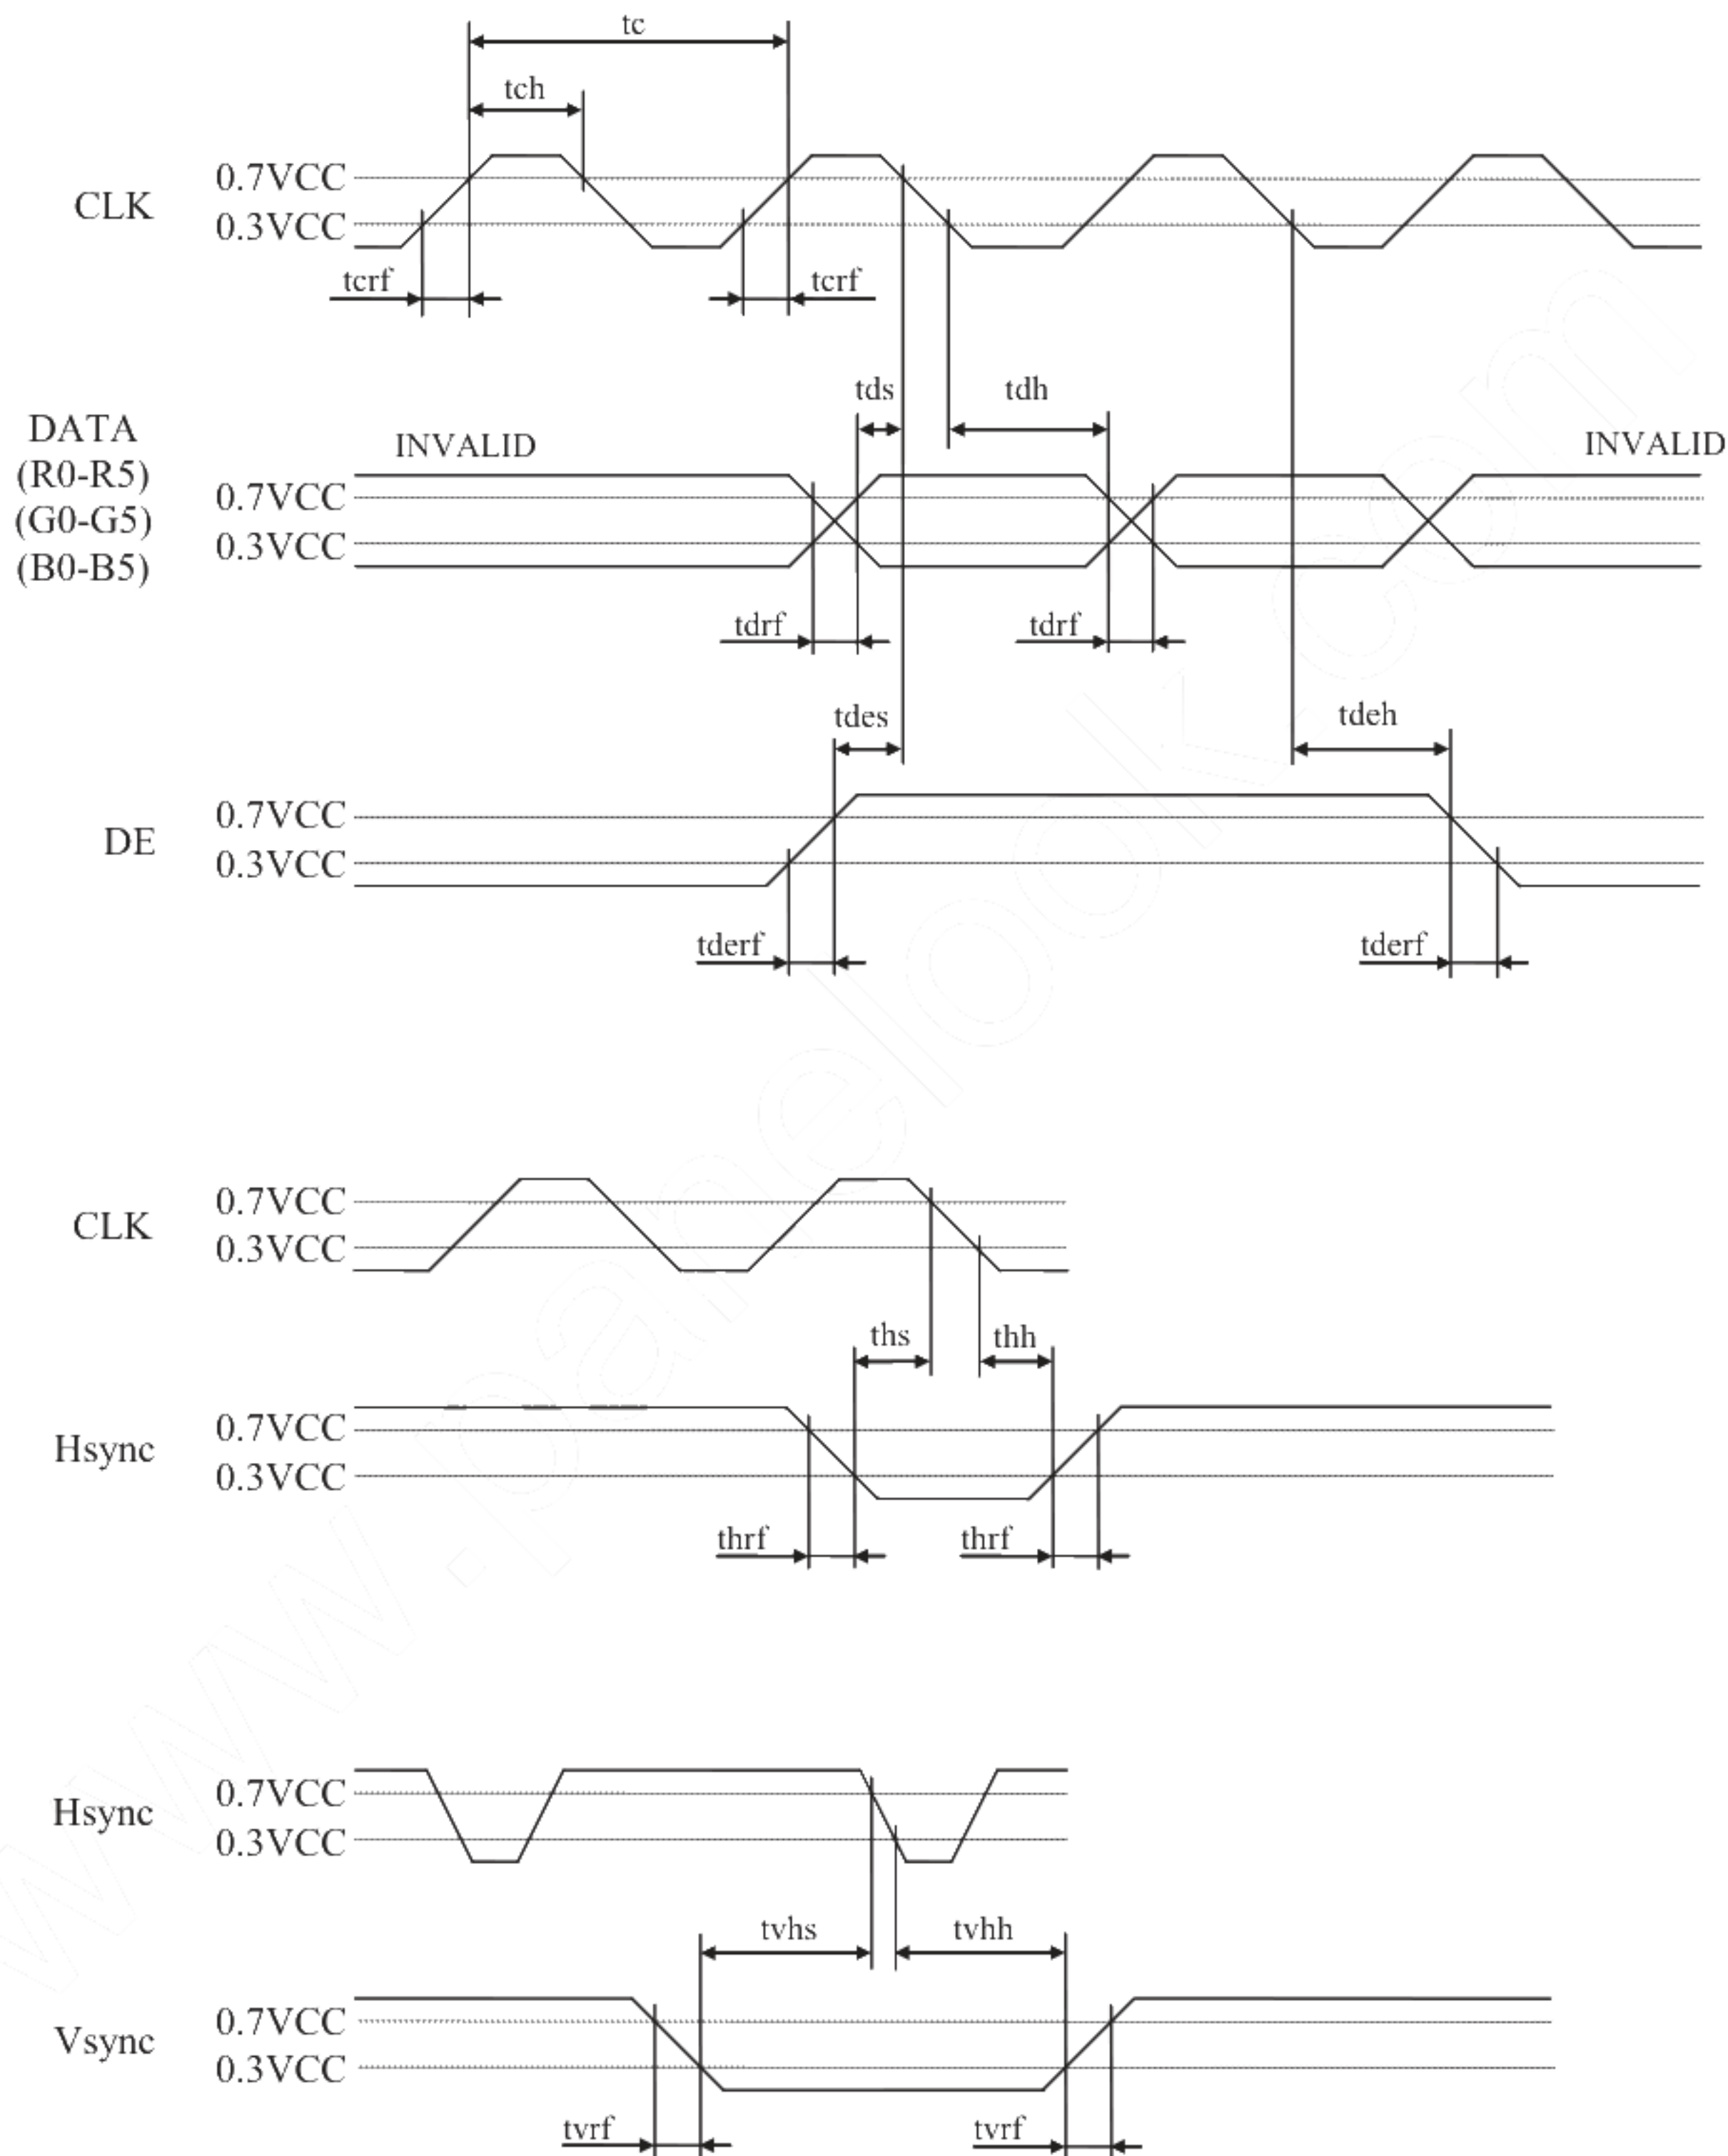 tc
tch
0.7VCC
CLK
0.3VCC
tcrf
tcrf
tds
tdh
DATA
(R0-R5)
(G0-G5)
(B0-B5)
INVALID
INVALID
0.7VCC
0.3VCC
tdrf
tdrf
tdes
tdeh
0.7VCC
DE
0.3VCC
tderf
tderf
0.7VCC
CLK
0.3VCC
ths
thh
0.7VCC
Hsync
0.3VCC
thrf
thrf
0.7VCC
Hsync
0.3VCC
tvhs
tvhh
0.7VCC
Vsync
0.3VCC
tvrf
tvrf
www.panelook.com